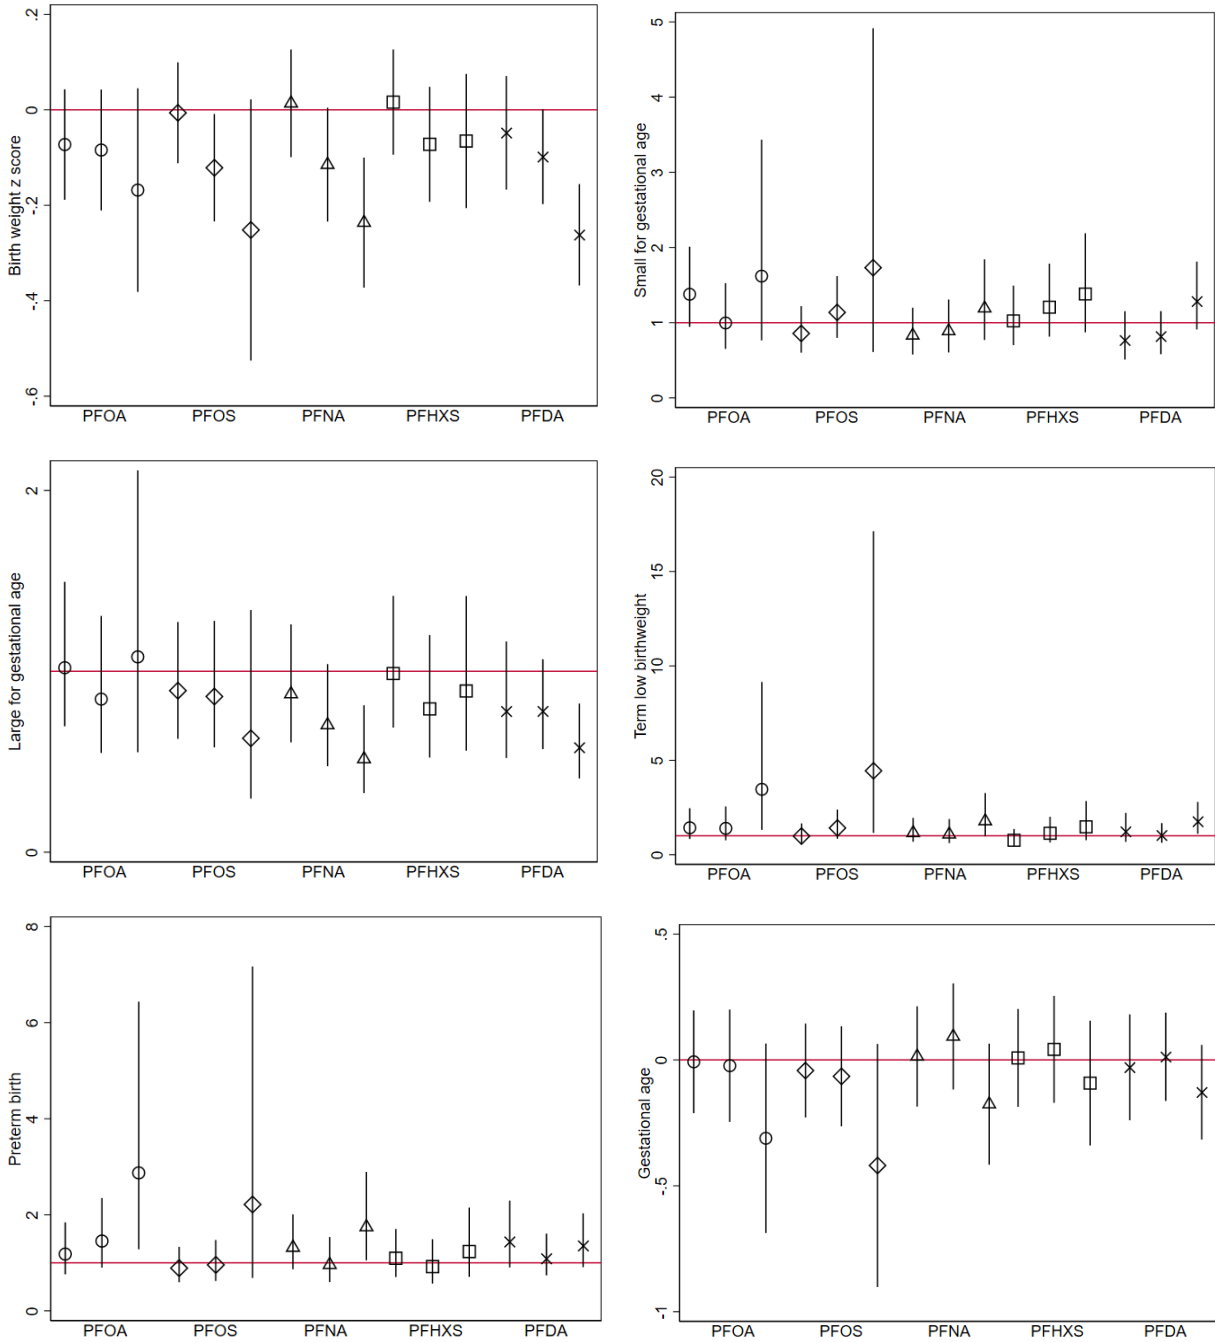 Birth weight z score
.2
0
-.2
-.4
-.6
PFOA PFOS PFNA PFHXS PFDA
Small for gestational age
5
4
3
2
1
0
PFOA PFOS PFNA PFHXS PFDA
Large for gestational age
2
0
PFOA PFOS PFNA PFHXS PFDA
Term low birthweight
20
15
10
5
0
PFOA PFOS PFNA PFHXS PFDA
Preterm birth
8
6
4
2
0
PFOA PFOS PFNA PFHXS PFDA
Gestational age
.5
0
-.5
-1
PFOA PFOS PFNA PFHXS PFDA